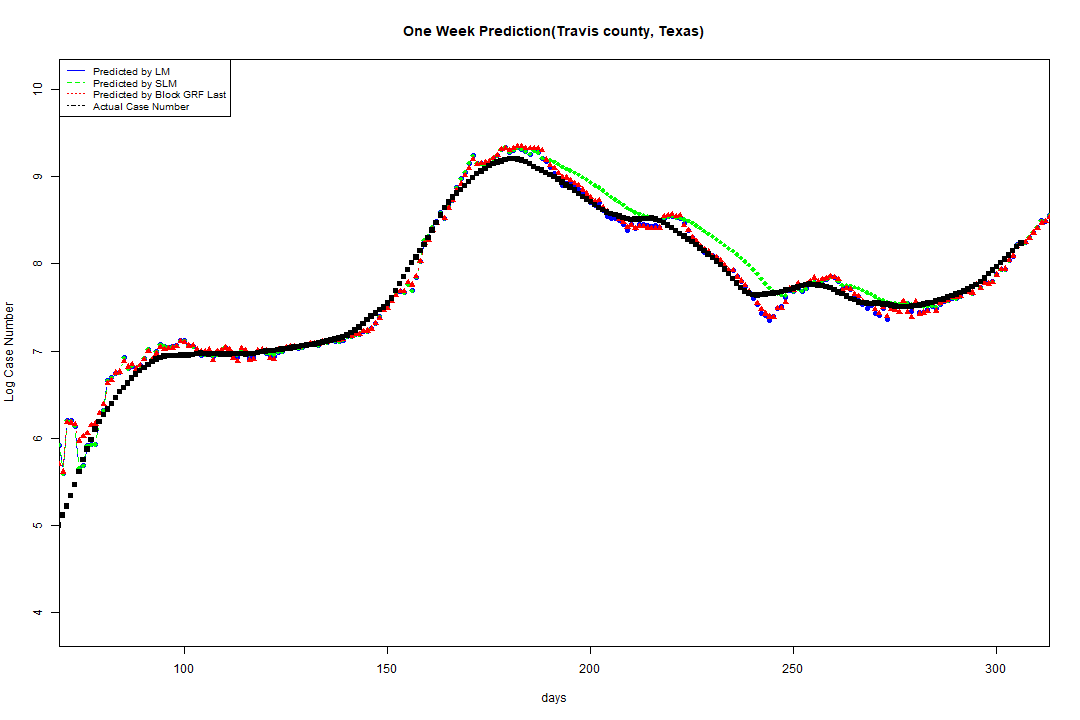 One Week Prediction(Travis county, Texas)
Predicted by LM
Predicted by SLM
Predicted by Block GRF Last
Actual Case Number
10
9
8
7
6
5
4
Log Case Number
100 150 200 250 300
days